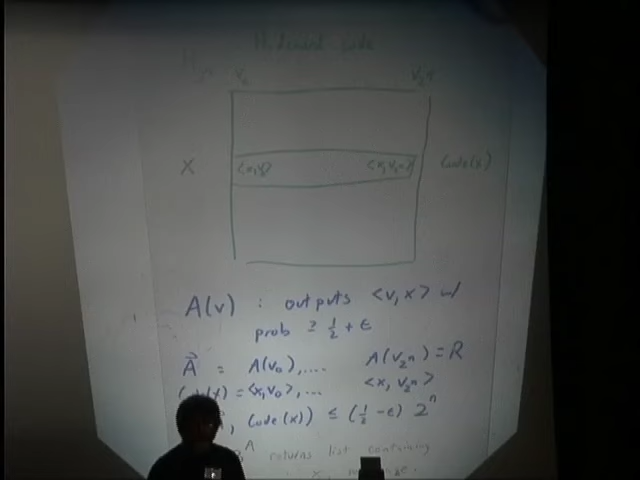 Hadamard code
V₀ V₂ⁿ
X <x,V₀> <x,V₂ⁿ> Code(x)
A(v) : outputs <v,x> w/
prob ≥ ½ + ε
A⃗ = A(v₀),.... A(v₂ⁿ) = R
(x) = <x,v₀>,... <x, v₂ⁿ>
, Code(x)) ≤ (½ - ε) 2ⁿ
A returns list containing
x,